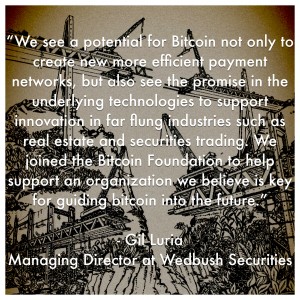 “We see a potential for Bitcoin not only to
create new more efficient payment
networks, but also see the promise in the
underlying technologies to support
innovation in far flung industries such as
real estate and securities trading. We
joined the Bitcoin Foundation to help
support an organization we believe is key
for guiding bitcoin into the future.”
- Gil Luria
Managing Director at Wedbush Securities